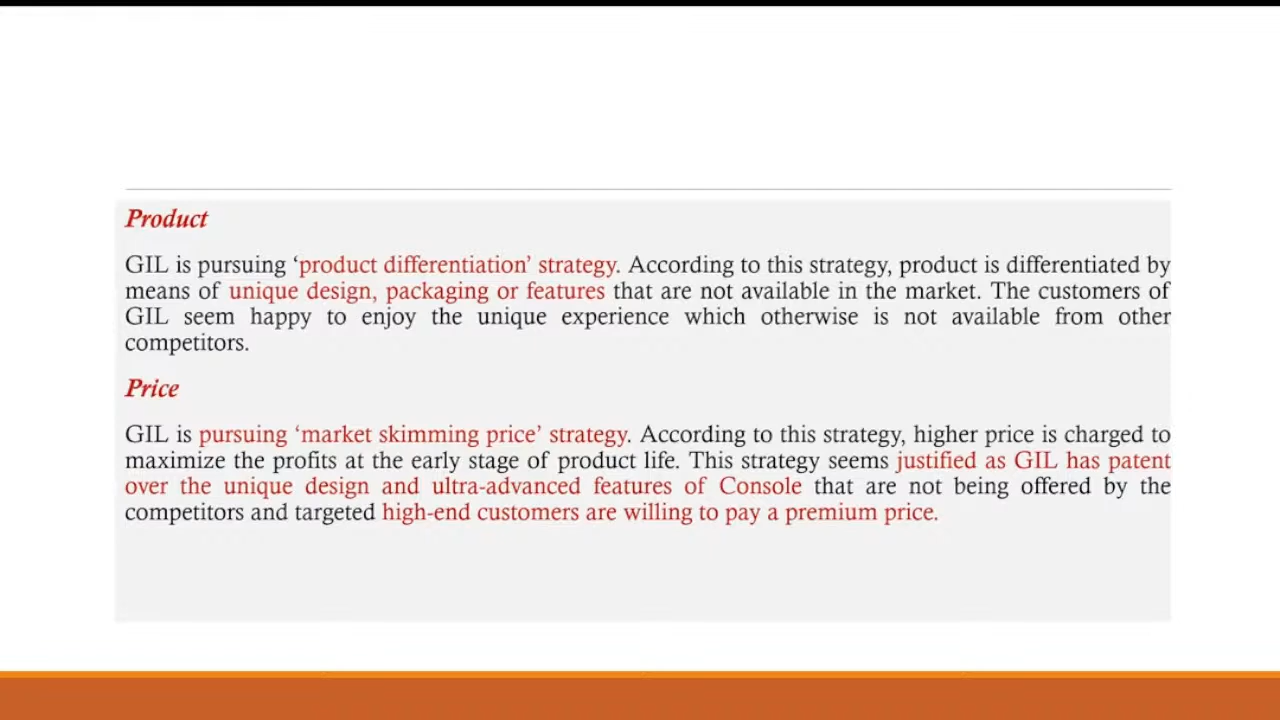 Product
GIL is pursuing ‘product differentiation’ strategy. According to this strategy, product is differentiated by
means of unique design, packaging or features that are not available in the market. The customers of
GIL seem happy to enjoy the unique experience which otherwise is not available from other
competitors.
Price
GIL is pursuing ‘market skimming price’ strategy. According to this strategy, higher price is charged to
maximize the profits at the early stage of product life. This strategy seems justified as GIL has patent
over the unique design and ultra-advanced features of Console that are not being offered by the
competitors and targeted high-end customers are willing to pay a premium price.